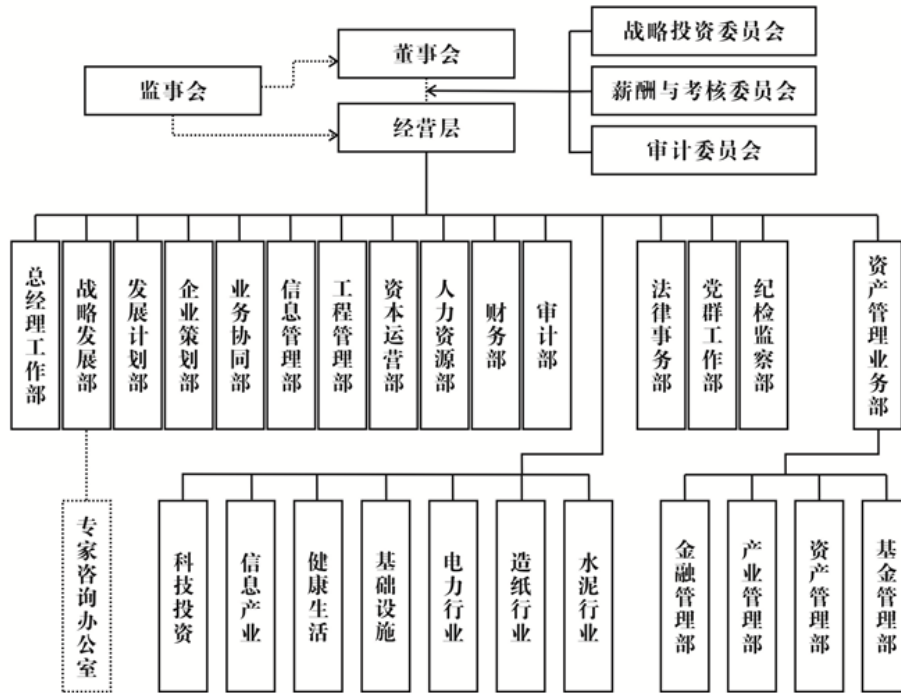 战略投资委员会
董事会
监事会
薪酬与考核委员会
经营层
审计委员会
总经理工作部
战略发展部
发展计划部
企业策划部
业务协同部
信息管理部
工程管理部
资本运营部
人力资源部
财务部
审计部
法律事务部
党群工作部
纪检监察部
资产管理业务部
专家咨询办公室
科技投资
信息产业
健康生活
基础设施
电力行业
造纸行业
水泥行业
金融管理部
产业管理部
资产管理部
基金管理部